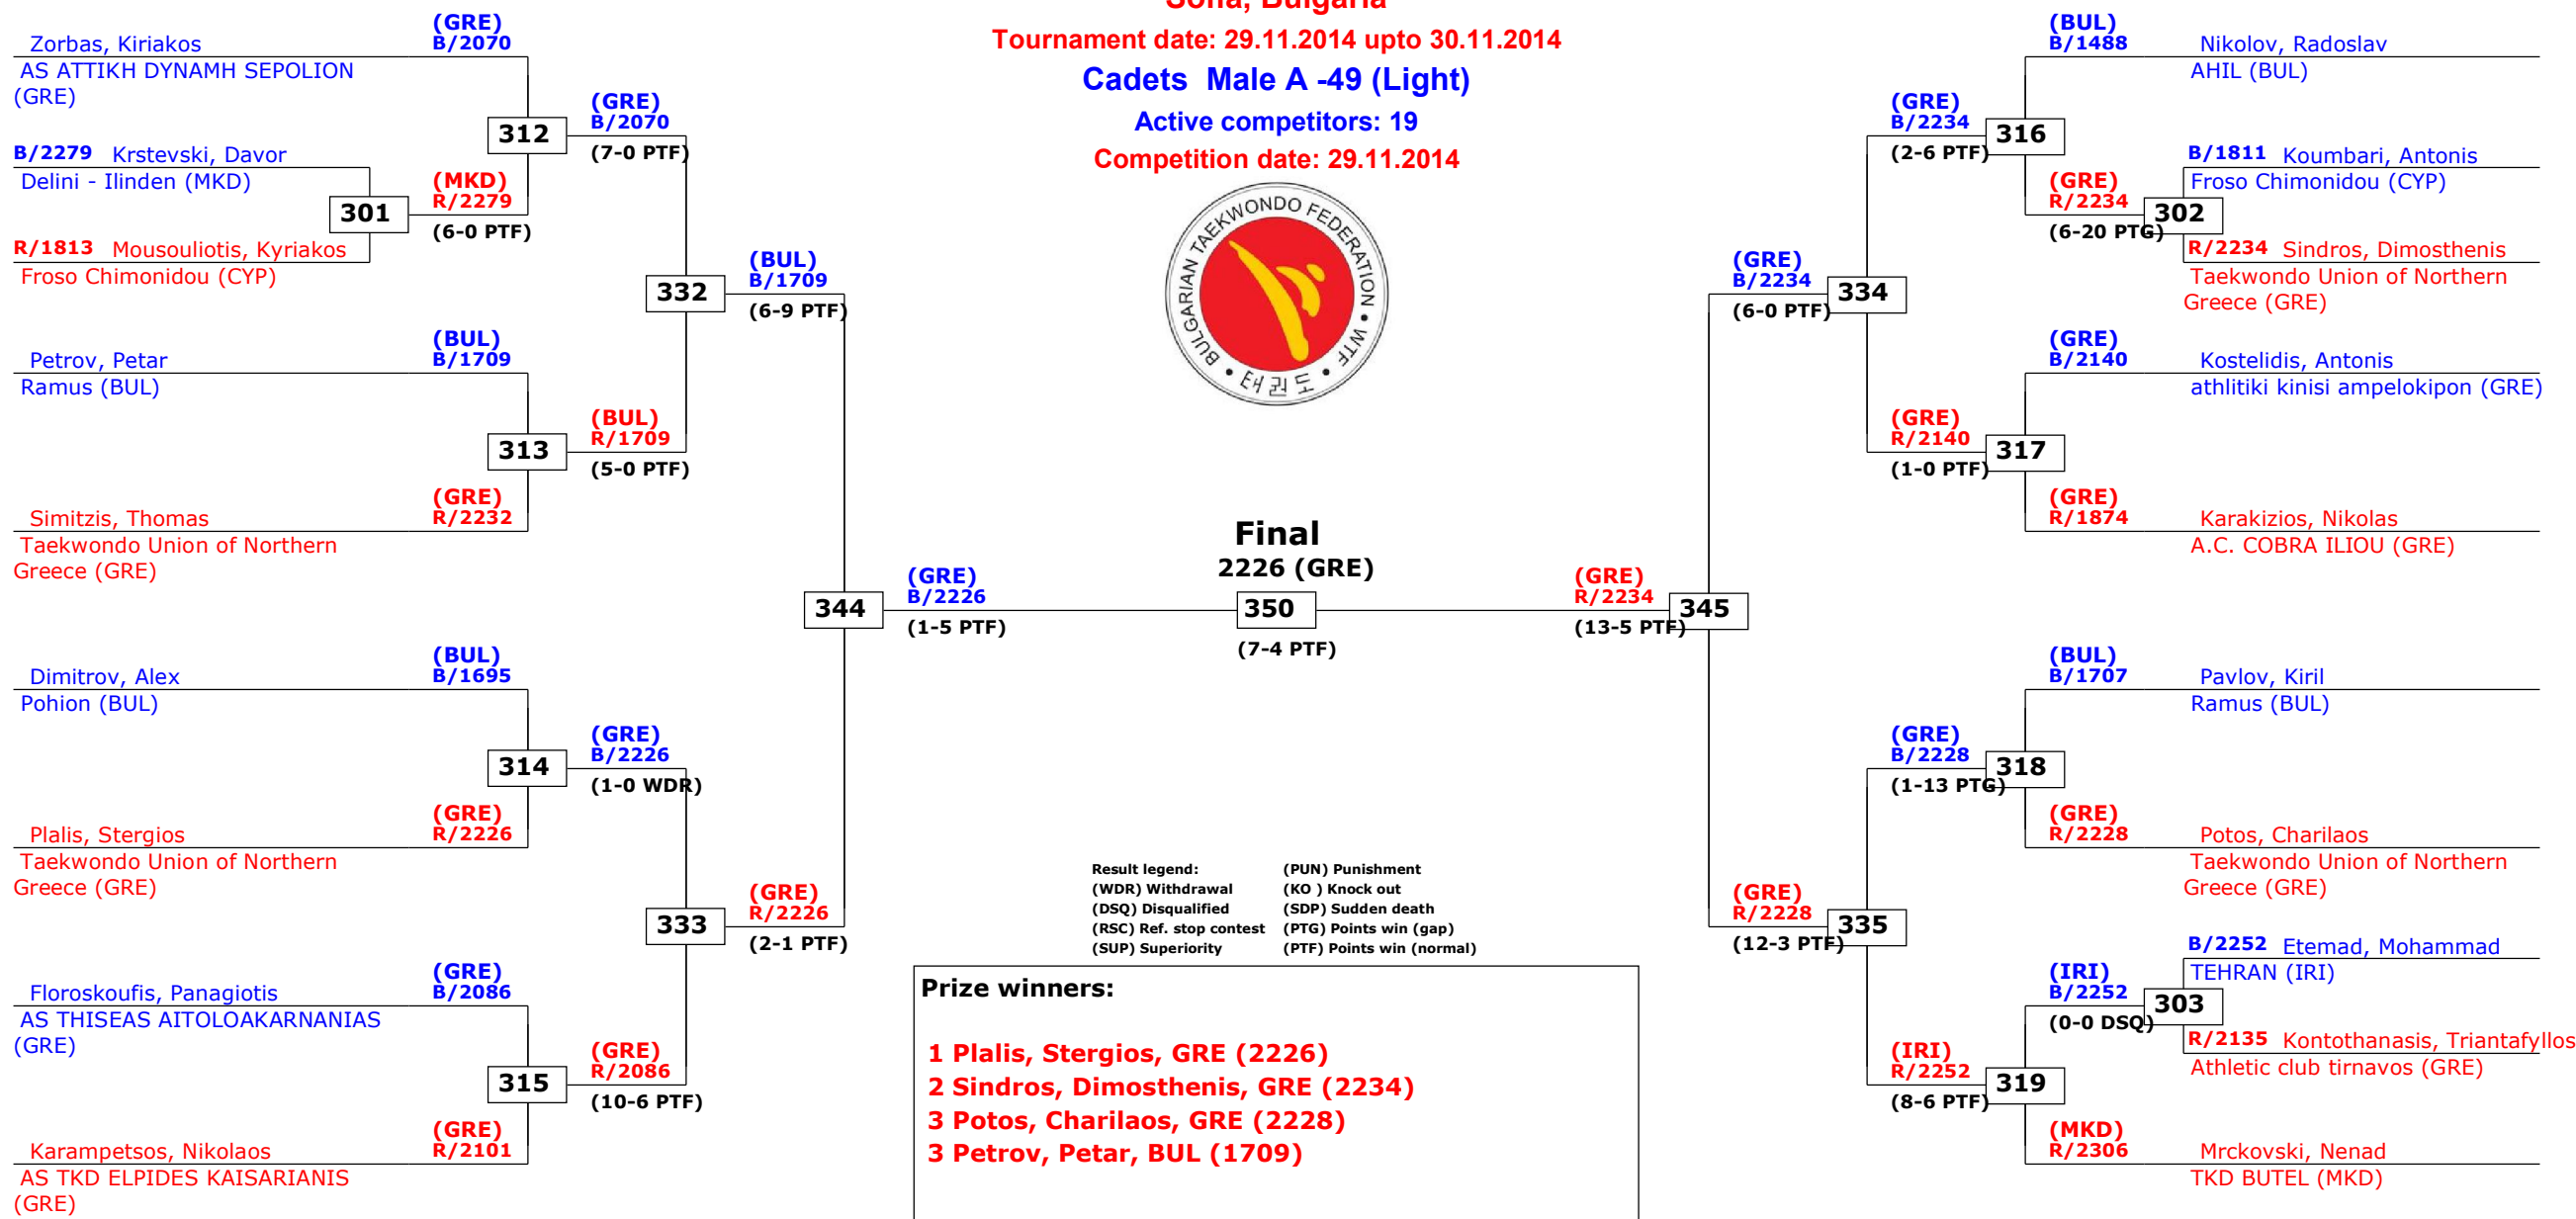 Sofia, Bulgaria
Tournament date: 29.11.2014 upto 30.11.2014
Cadets Male A -49 (Light)
Active competitors: 19
Competition date: 29.11.2014
BULGARIAN TAEKWONDO FEDERATION • WTF • 태권도 •
Zorbas, Kiriakos
(GRE)
B/2070
AS ATTIKH DYNAMH SEPOLION
(GRE)
312
(GRE)
B/2070
(7-0 PTF)
B/2279 Krstevski, Davor
Delini - Ilinden (MKD)
301
(MKD)
R/2279
(6-0 PTF)
R/1813 Mousouliotis, Kyriakos
Froso Chimonidou (CYP)
332
(BUL)
B/1709
(6-9 PTF)
Petrov, Petar
(BUL)
B/1709
Ramus (BUL)
313
(BUL)
R/1709
(5-0 PTF)
Simitzis, Thomas
(GRE)
R/2232
Taekwondo Union of Northern
Greece (GRE)
344
(GRE)
B/2226
(1-5 PTF)
Dimitrov, Alex
(BUL)
B/1695
Pohion (BUL)
314
(GRE)
B/2226
(1-0 WDR)
Plalis, Stergios
(GRE)
R/2226
Taekwondo Union of Northern
Greece (GRE)
333
(GRE)
R/2226
(2-1 PTF)
Floroskoufis, Panagiotis
(GRE)
B/2086
AS THISEAS AITOLOAKARNANIAS
(GRE)
315
(GRE)
R/2086
(10-6 PTF)
Karampetsos, Nikolaos
(GRE)
R/2101
AS TKD ELPIDES KAISARIANIS
(GRE)
Final
2226 (GRE)
350
(7-4 PTF)
(GRE)
R/2234
(13-5 PTF)
345
(BUL)
B/1488
Nikolov, Radoslav
AHIL (BUL)
(GRE)
B/2234
(2-6 PTF)
316
B/1811 Koumbari, Antonis
Froso Chimonidou (CYP)
(GRE)
R/2234
(6-20 PTG)
302
R/2234 Sindros, Dimosthenis
Taekwondo Union of Northern
Greece (GRE)
(GRE)
B/2234
(6-0 PTF)
334
(GRE)
B/2140
Kostelidis, Antonis
athlitiki kinisi ampelokipon (GRE)
(GRE)
R/2140
(1-0 PTF)
317
(GRE)
R/1874
Karakizios, Nikolas
A.C. COBRA ILIOU (GRE)
(BUL)
B/1707
Pavlov, Kiril
Ramus (BUL)
(GRE)
B/2228
(1-13 PTG)
318
(GRE)
R/2228
Potos, Charilaos
Taekwondo Union of Northern
Greece (GRE)
(GRE)
R/2228
(12-3 PTF)
335
B/2252 Etemad, Mohammad
TEHRAN (IRI)
(IRI)
B/2252
(0-0 DSQ)
303
R/2135 Kontothanasis, Triantafyllos
Athletic club tirnavos (GRE)
(IRI)
R/2252
(8-6 PTF)
319
(MKD)
R/2306
Mrckovski, Nenad
TKD BUTEL (MKD)
Result legend: (PUN) Punishment
(WDR) Withdrawal (KO ) Knock out
(DSQ) Disqualified (SDP) Sudden death
(RSC) Ref. stop contest (PTG) Points win (gap)
(SUP) Superiority (PTF) Points win (normal)
Prize winners:
1 Plalis, Stergios, GRE (2226)
2 Sindros, Dimosthenis, GRE (2234)
3 Potos, Charilaos, GRE (2228)
3 Petrov, Petar, BUL (1709)